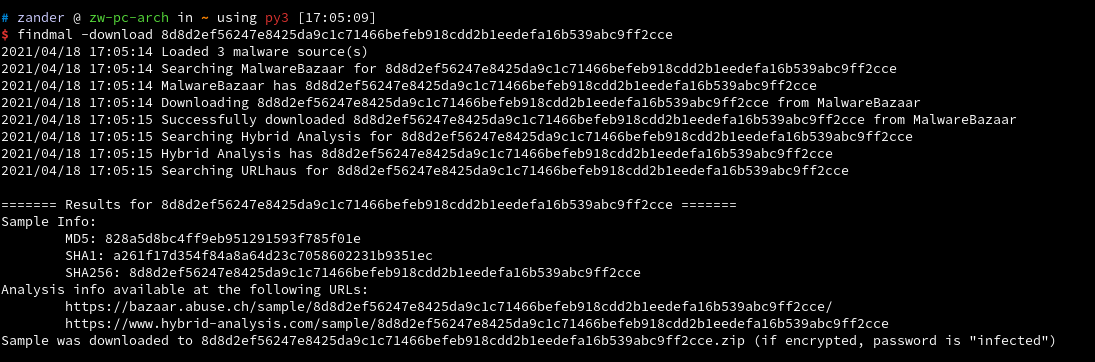 # zander @ zw-pc-arch in ~ using py3 [17:05:09]
$ findmal -download 8d8d2ef56247e8425da9c1c71466befeb918cdd2b1eedefa16b539abc9ff2cce
2021/04/18 17:05:14 Loaded 3 malware source(s)
2021/04/18 17:05:14 Searching MalwareBazaar for 8d8d2ef56247e8425da9c1c71466befeb918cdd2b1eedefa16b539abc9ff2cce
2021/04/18 17:05:14 MalwareBazaar has 8d8d2ef56247e8425da9c1c71466befeb918cdd2b1eedefa16b539abc9ff2cce
2021/04/18 17:05:14 Downloading 8d8d2ef56247e8425da9c1c71466befeb918cdd2b1eedefa16b539abc9ff2cce from MalwareBazaar
2021/04/18 17:05:15 Successfully downloaded 8d8d2ef56247e8425da9c1c71466befeb918cdd2b1eedefa16b539abc9ff2cce from MalwareBazaar
2021/04/18 17:05:15 Searching Hybrid Analysis for 8d8d2ef56247e8425da9c1c71466befeb918cdd2b1eedefa16b539abc9ff2cce
2021/04/18 17:05:15 Hybrid Analysis has 8d8d2ef56247e8425da9c1c71466befeb918cdd2b1eedefa16b539abc9ff2cce
2021/04/18 17:05:15 Searching URLhaus for 8d8d2ef56247e8425da9c1c71466befeb918cdd2b1eedefa16b539abc9ff2cce
======= Results for 8d8d2ef56247e8425da9c1c71466befeb918cdd2b1eedefa16b539abc9ff2cce =======
Sample Info:
MD5: 828a5d8bc4ff9eb951291593f785f01e
SHA1: a261f17d354f84a8a64d23c7058602231b9351ec
SHA256: 8d8d2ef56247e8425da9c1c71466befeb918cdd2b1eedefa16b539abc9ff2cce
Analysis info available at the following URLs:
https://bazaar.abuse.ch/sample/8d8d2ef56247e8425da9c1c71466befeb918cdd2b1eedefa16b539abc9ff2cce/
https://www.hybrid-analysis.com/sample/8d8d2ef56247e8425da9c1c71466befeb918cdd2b1eedefa16b539abc9ff2cce
Sample was downloaded to 8d8d2ef56247e8425da9c1c71466befeb918cdd2b1eedefa16b539abc9ff2cce.zip (if encrypted, password is "infected")